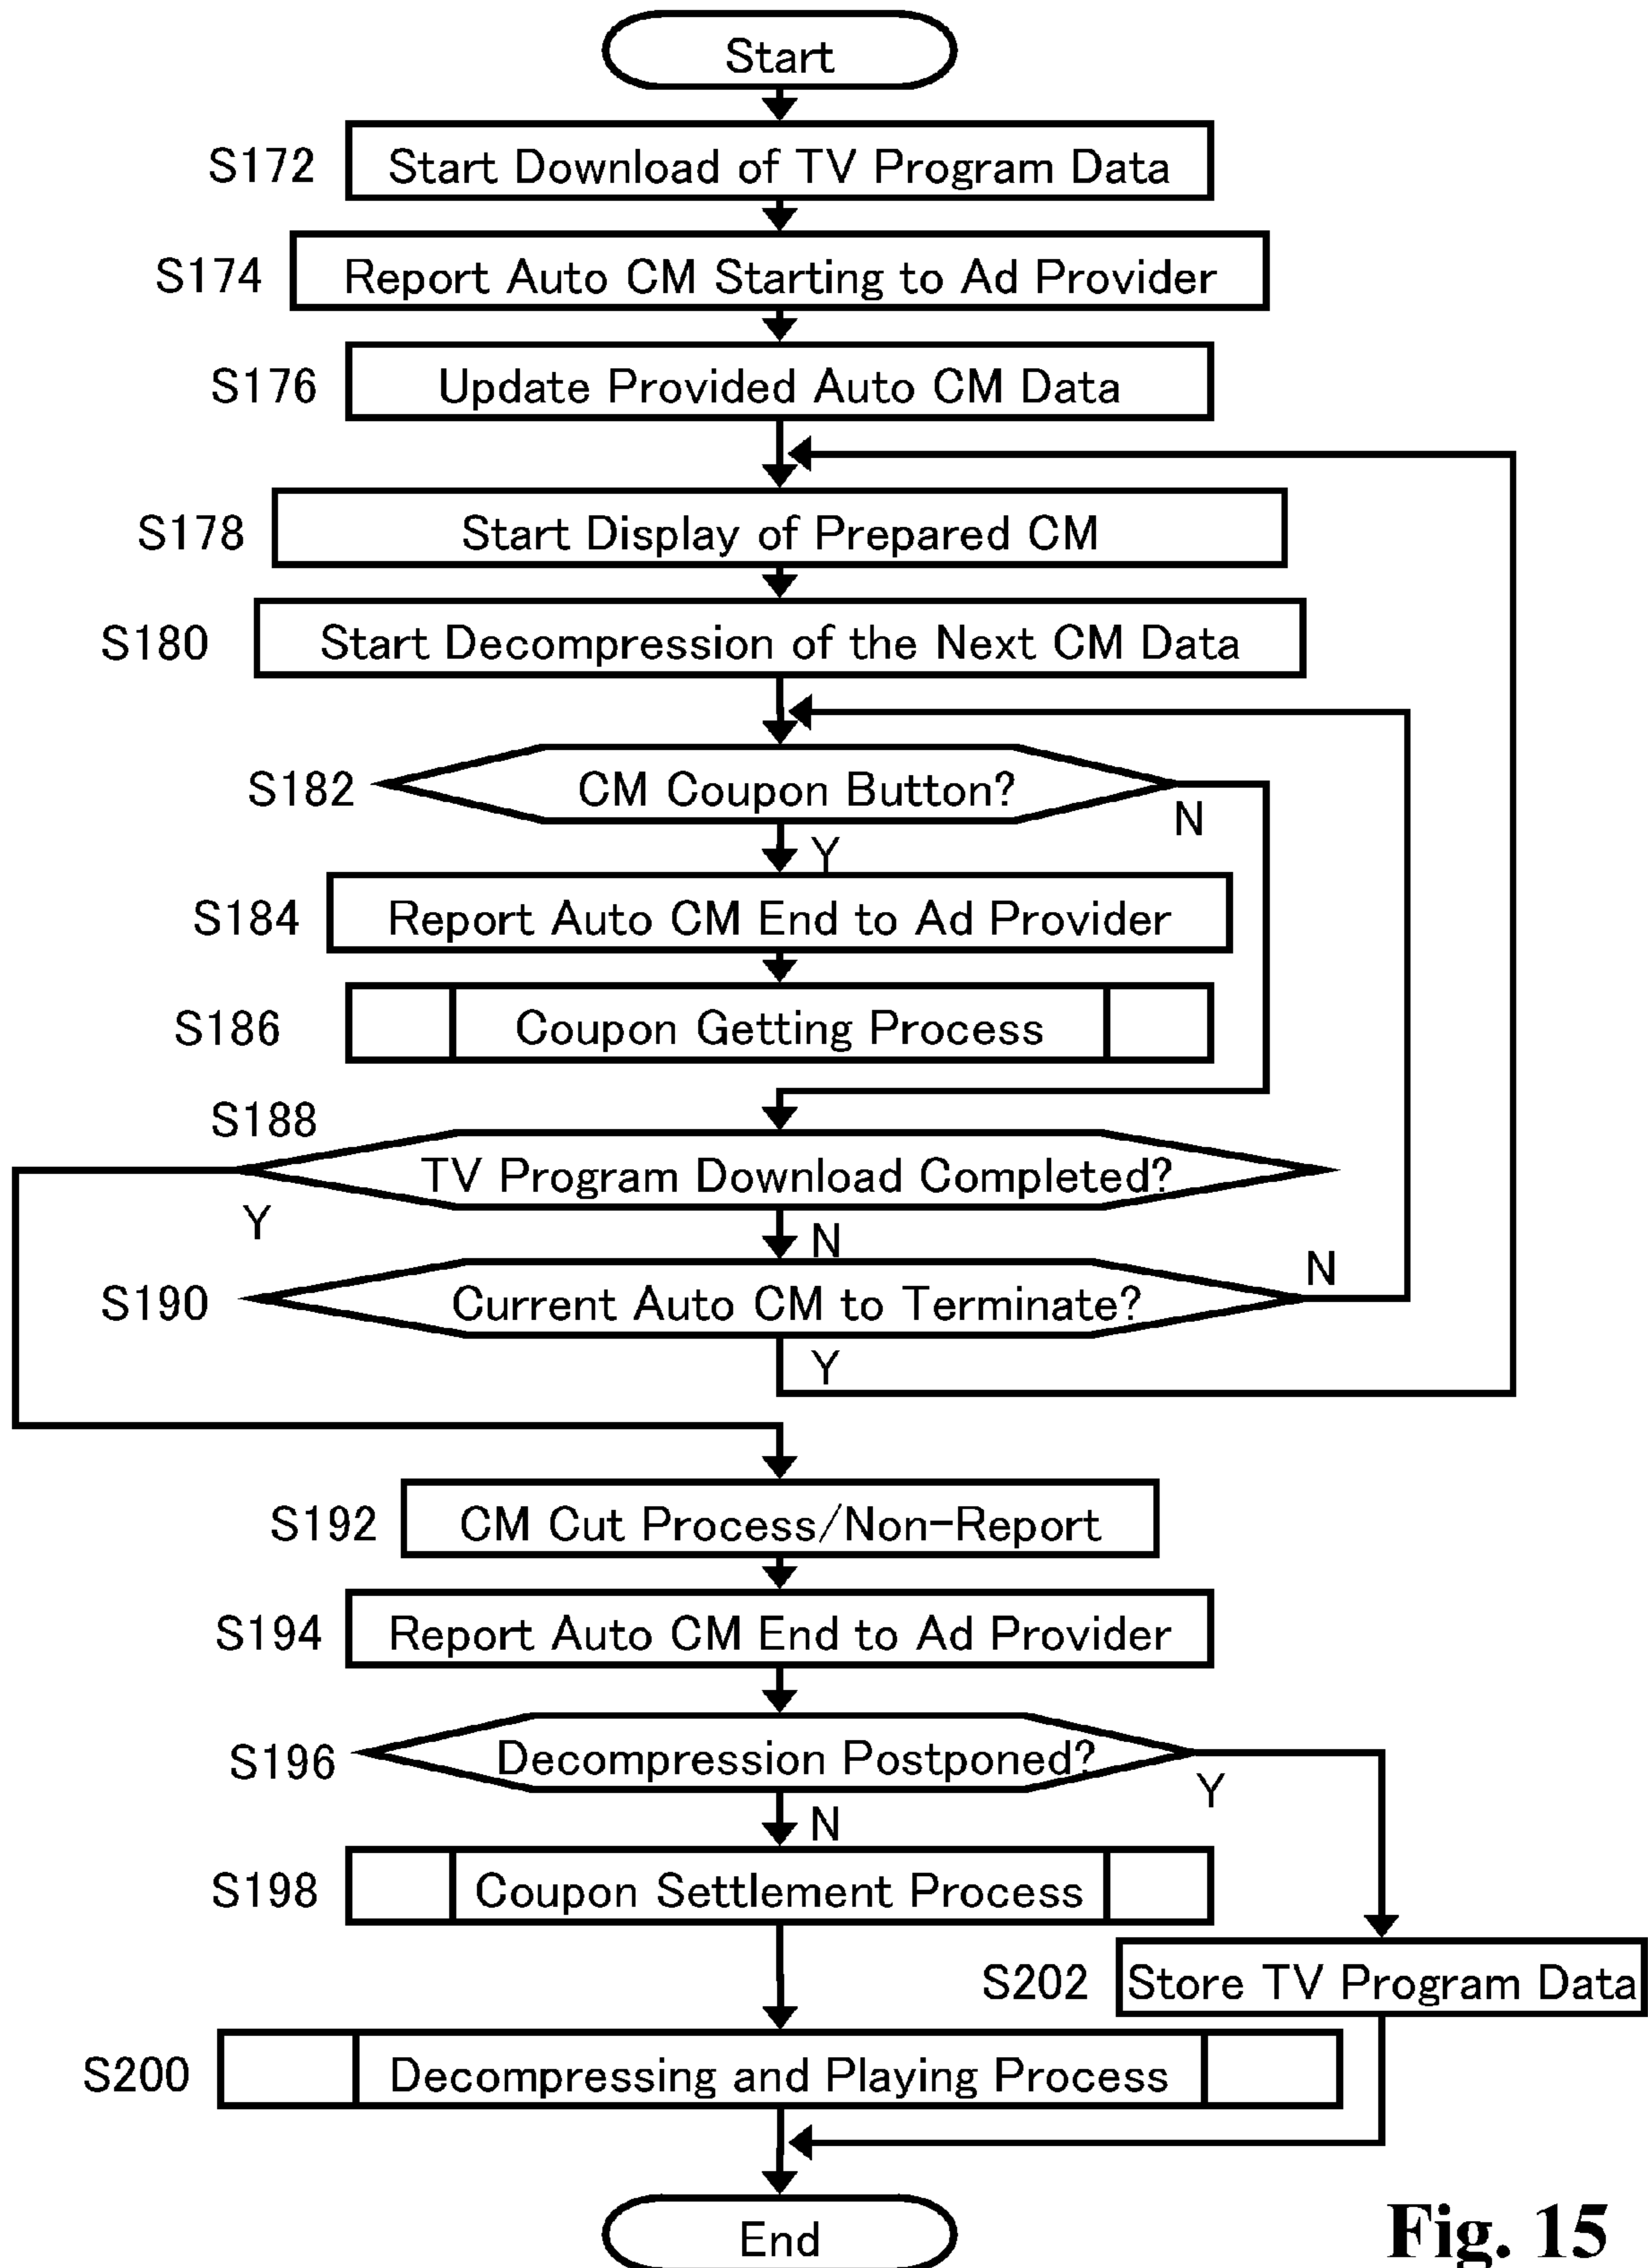 Start
S172 Start Download of TV Program Data
S174 Report Auto CM Starting to Ad Provider
S176 Update Provided Auto CM Data
S178 Start Display of Prepared CM
S180 Start Decompression of the Next CM Data
S182 CM Coupon Button?
N
Y
S184 Report Auto CM End to Ad Provider
S186 Coupon Getting Process
S188
TV Program Download Completed?
Y
N
N
S190 Current Auto CM to Terminate?
Y
S192 CM Cut Process/Non-Report
S194 Report Auto CM End to Ad Provider
S196 Decompression Postponed?
Y
N
S198 Coupon Settlement Process
S202 Store TV Program Data
S200 Decompressing and Playing Process
End
Fig. 15